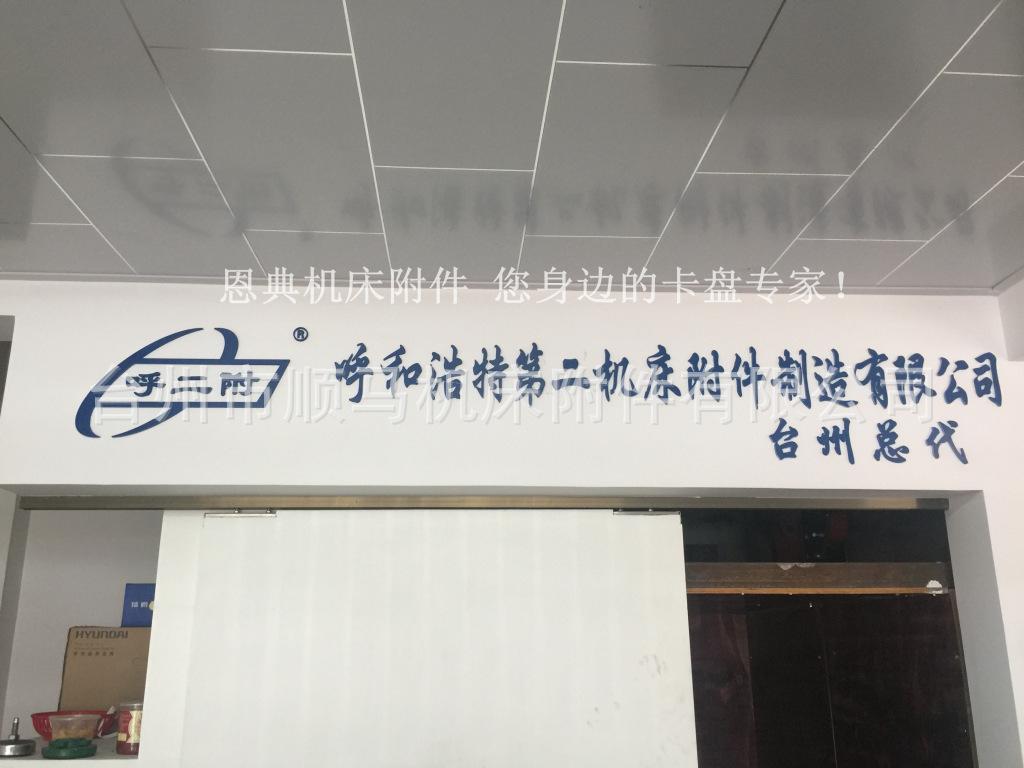 恩典机床附件 您身边的卡盘专家！
呼二附
®
呼和浩特第二机床附件制造有限公司
台州市顺马机床附件有限公司
台州总代
HYUNDAI